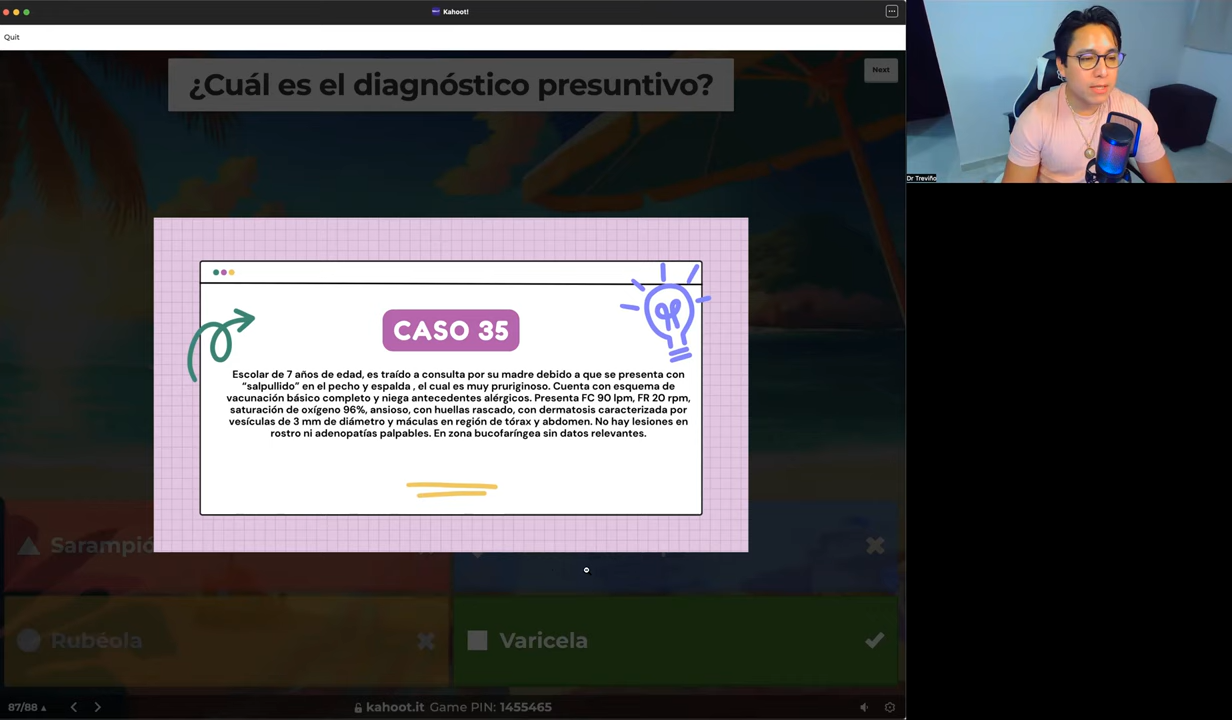 Kahoot!
Quit
¿Cuál es el diagnóstico presuntivo?
Next
CASO 35
Escolar de 7 años de edad, es traído a consulta por su madre debido a que se presenta con
“salpullido” en el pecho y espalda , el cual es muy pruriginoso. Cuenta con esquema de
vacunación básico completo y niega antecedentes alérgicos. Presenta FC 90 lpm, FR 20 rpm,
saturación de oxígeno 96%, ansioso, con huellas rascado, con dermatosis caracterizada por
vesículas de 3 mm de diámetro y máculas en región de tórax y abdomen. No hay lesiones en
rostro ni adenopatías palpables. En zona bucofaríngea sin datos relevantes.
Rubéola
Varicela
87/88
kahoot.it Game PIN: 1455465
Dr Treviño